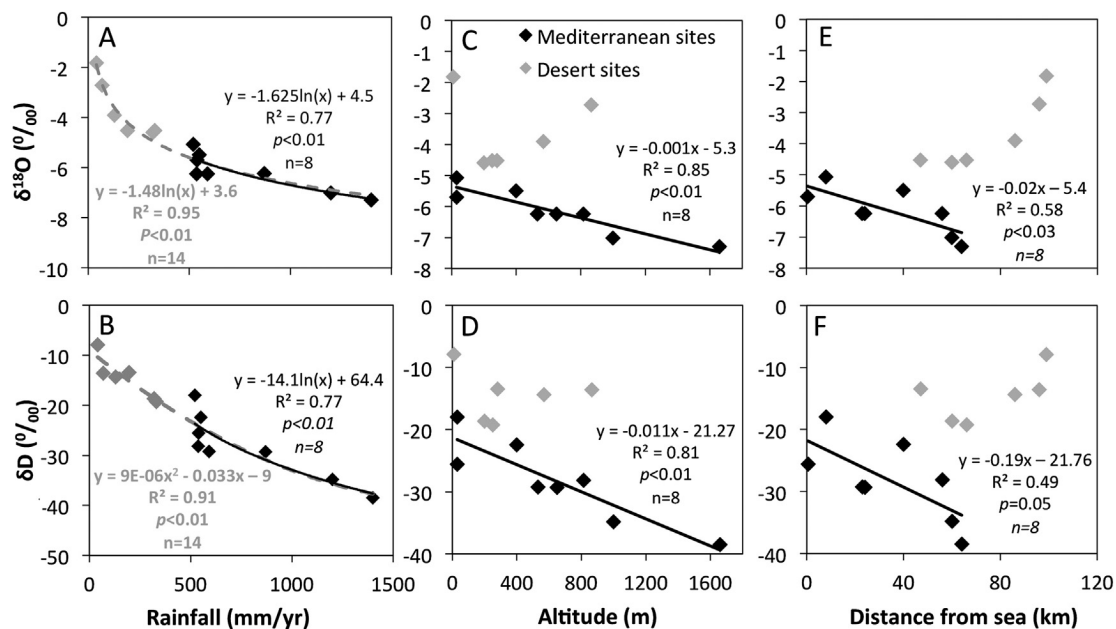 A
δ¹⁸O (⁰/₀₀)
0
-2
-4
-6
-8
-10
y = -1.625ln(x) + 4.5
R² = 0.77
p<0.01
n=8
y = -1.48ln(x) + 3.6
R² = 0.95
P<0.01
n=14
C
0
-1
-2
-3
-4
-5
-6
-7
-8
Mediterranean sites
Desert sites
y = -0.001x - 5.3
R² = 0.85
p<0.01
n=8
E
0
-1
-2
-3
-4
-5
-6
-7
-8
y = -0.02x – 5.4
R² = 0.58
p<0.03
n=8
B
δD (⁰/₀₀)
0
-10
-20
-30
-40
-50
y = -14.1ln(x) + 64.4
R² = 0.77
p<0.01
n=8
y = 9E-06x² - 0.033x – 9
R² = 0.91
p<0.01
n=14
0 500 1000 1500
Rainfall (mm/yr)
D
0
-10
-20
-30
-40
y = -0.011x - 21.27
R² = 0.81
p<0.01
n=8
0 400 800 1200 1600
Altitude (m)
F
0
-10
-20
-30
-40
y = -0.19x – 21.76
R² = 0.49
p=0.05
n=8
0 40 80 120
Distance from sea (km)